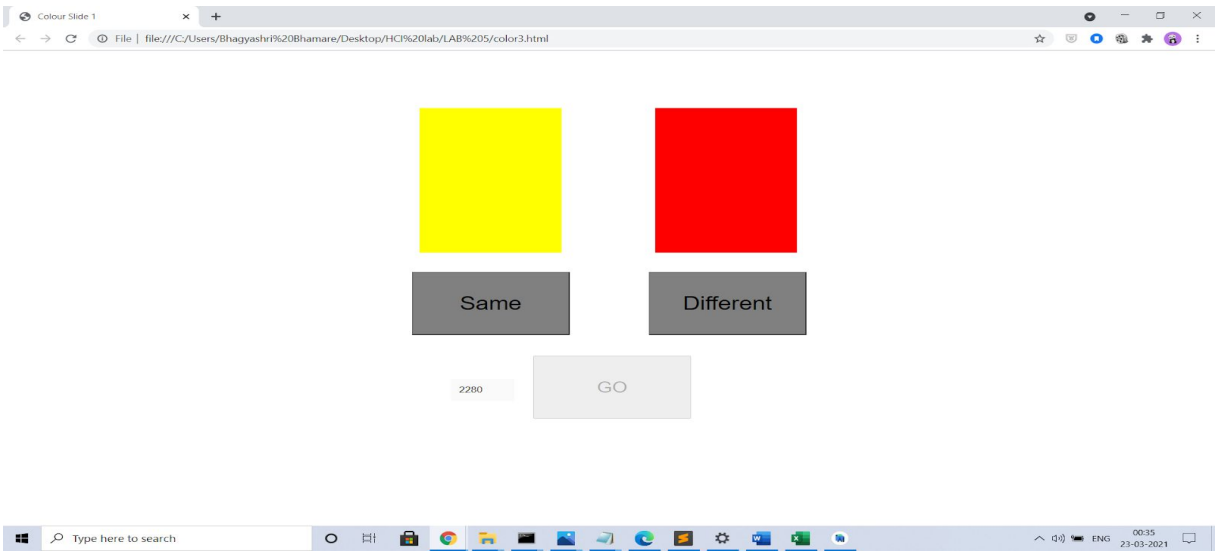 Colour Slide 1
File | file:///C:/Users/Bhagyashri%20Bhamare/Desktop/HCI%20lab/LAB%205/color3.html
Same
Different
2280
GO
Type here to search
ENG
00:35
23-03-2021